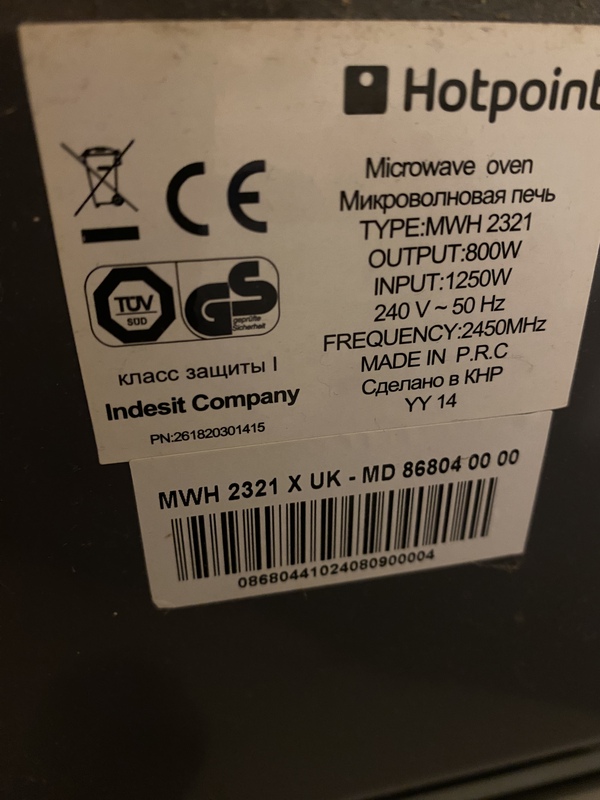 Hotpoint
Microwave oven
Микроволновая печь
TYPE:MWH 2321
OUTPUT:800W
INPUT:1250W
240 V ~ 50 Hz
FREQUENCY:2450MHz
MADE IN P.R.C
Сделано в КНР
YY 14
CE
TÜV
SÜD
GS
geprüfte
Sicherheit
класс защиты I
Indesit Company
PN:261820301415
MWH 2321 X UK - MD 86804 00 00
08680441024080900004